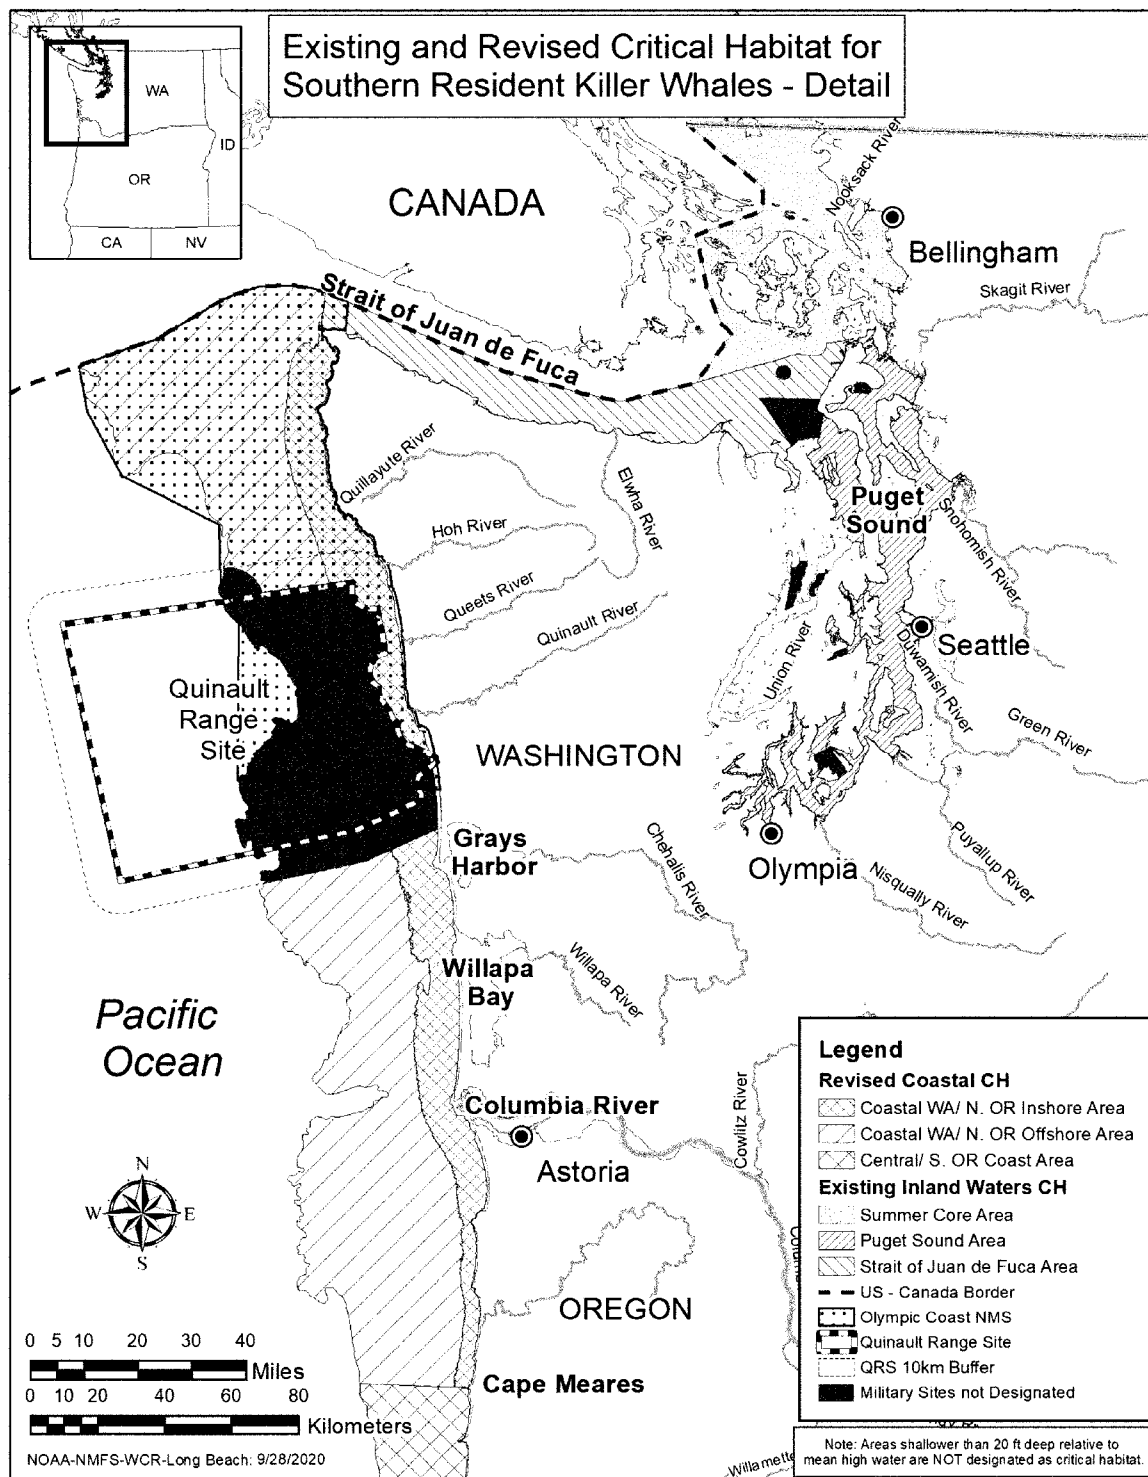 Existing and Revised Critical Habitat for
Southern Resident Killer Whales - Detail
WA
ID
OR
CA
NV
CANADA
Nooksack River
Bellingham
Skagit River
Strait of Juan de Fuca
Quillayute River
Elwha River
Hoh River
Puget
Sound
Snohomish River
Queets River
Quinault River
Union River
Seattle
Duwamish River
Green River
Quinault
Range
Site
WASHINGTON
Grays
Harbor
Chehalis River
Olympia
Puyallup River
Nisqually River
Willapa
Bay
Willapa River
Pacific
Ocean
Columbia River
Astoria
Cowlitz River
N
W
E
S
OREGON
Cape Meares
Legend
Revised Coastal CH
Coastal WA/ N. OR Inshore Area
Coastal WA/ N. OR Offshore Area
Central/ S. OR Coast Area
Existing Inland Waters CH
Summer Core Area
Puget Sound Area
Strait of Juan de Fuca Area
US - Canada Border
Olympic Coast NMS
Quinault Range Site
QRS 10km Buffer
Military Sites not Designated
0 5 10 20 30 40
Miles
0 10 20 40 60 80
Kilometers
NOAA-NMFS-WCR-Long Beach: 9/28/2020
Note: Areas shallower than 20 ft deep relative to
mean high water are NOT designated as critical habitat.
Willamette